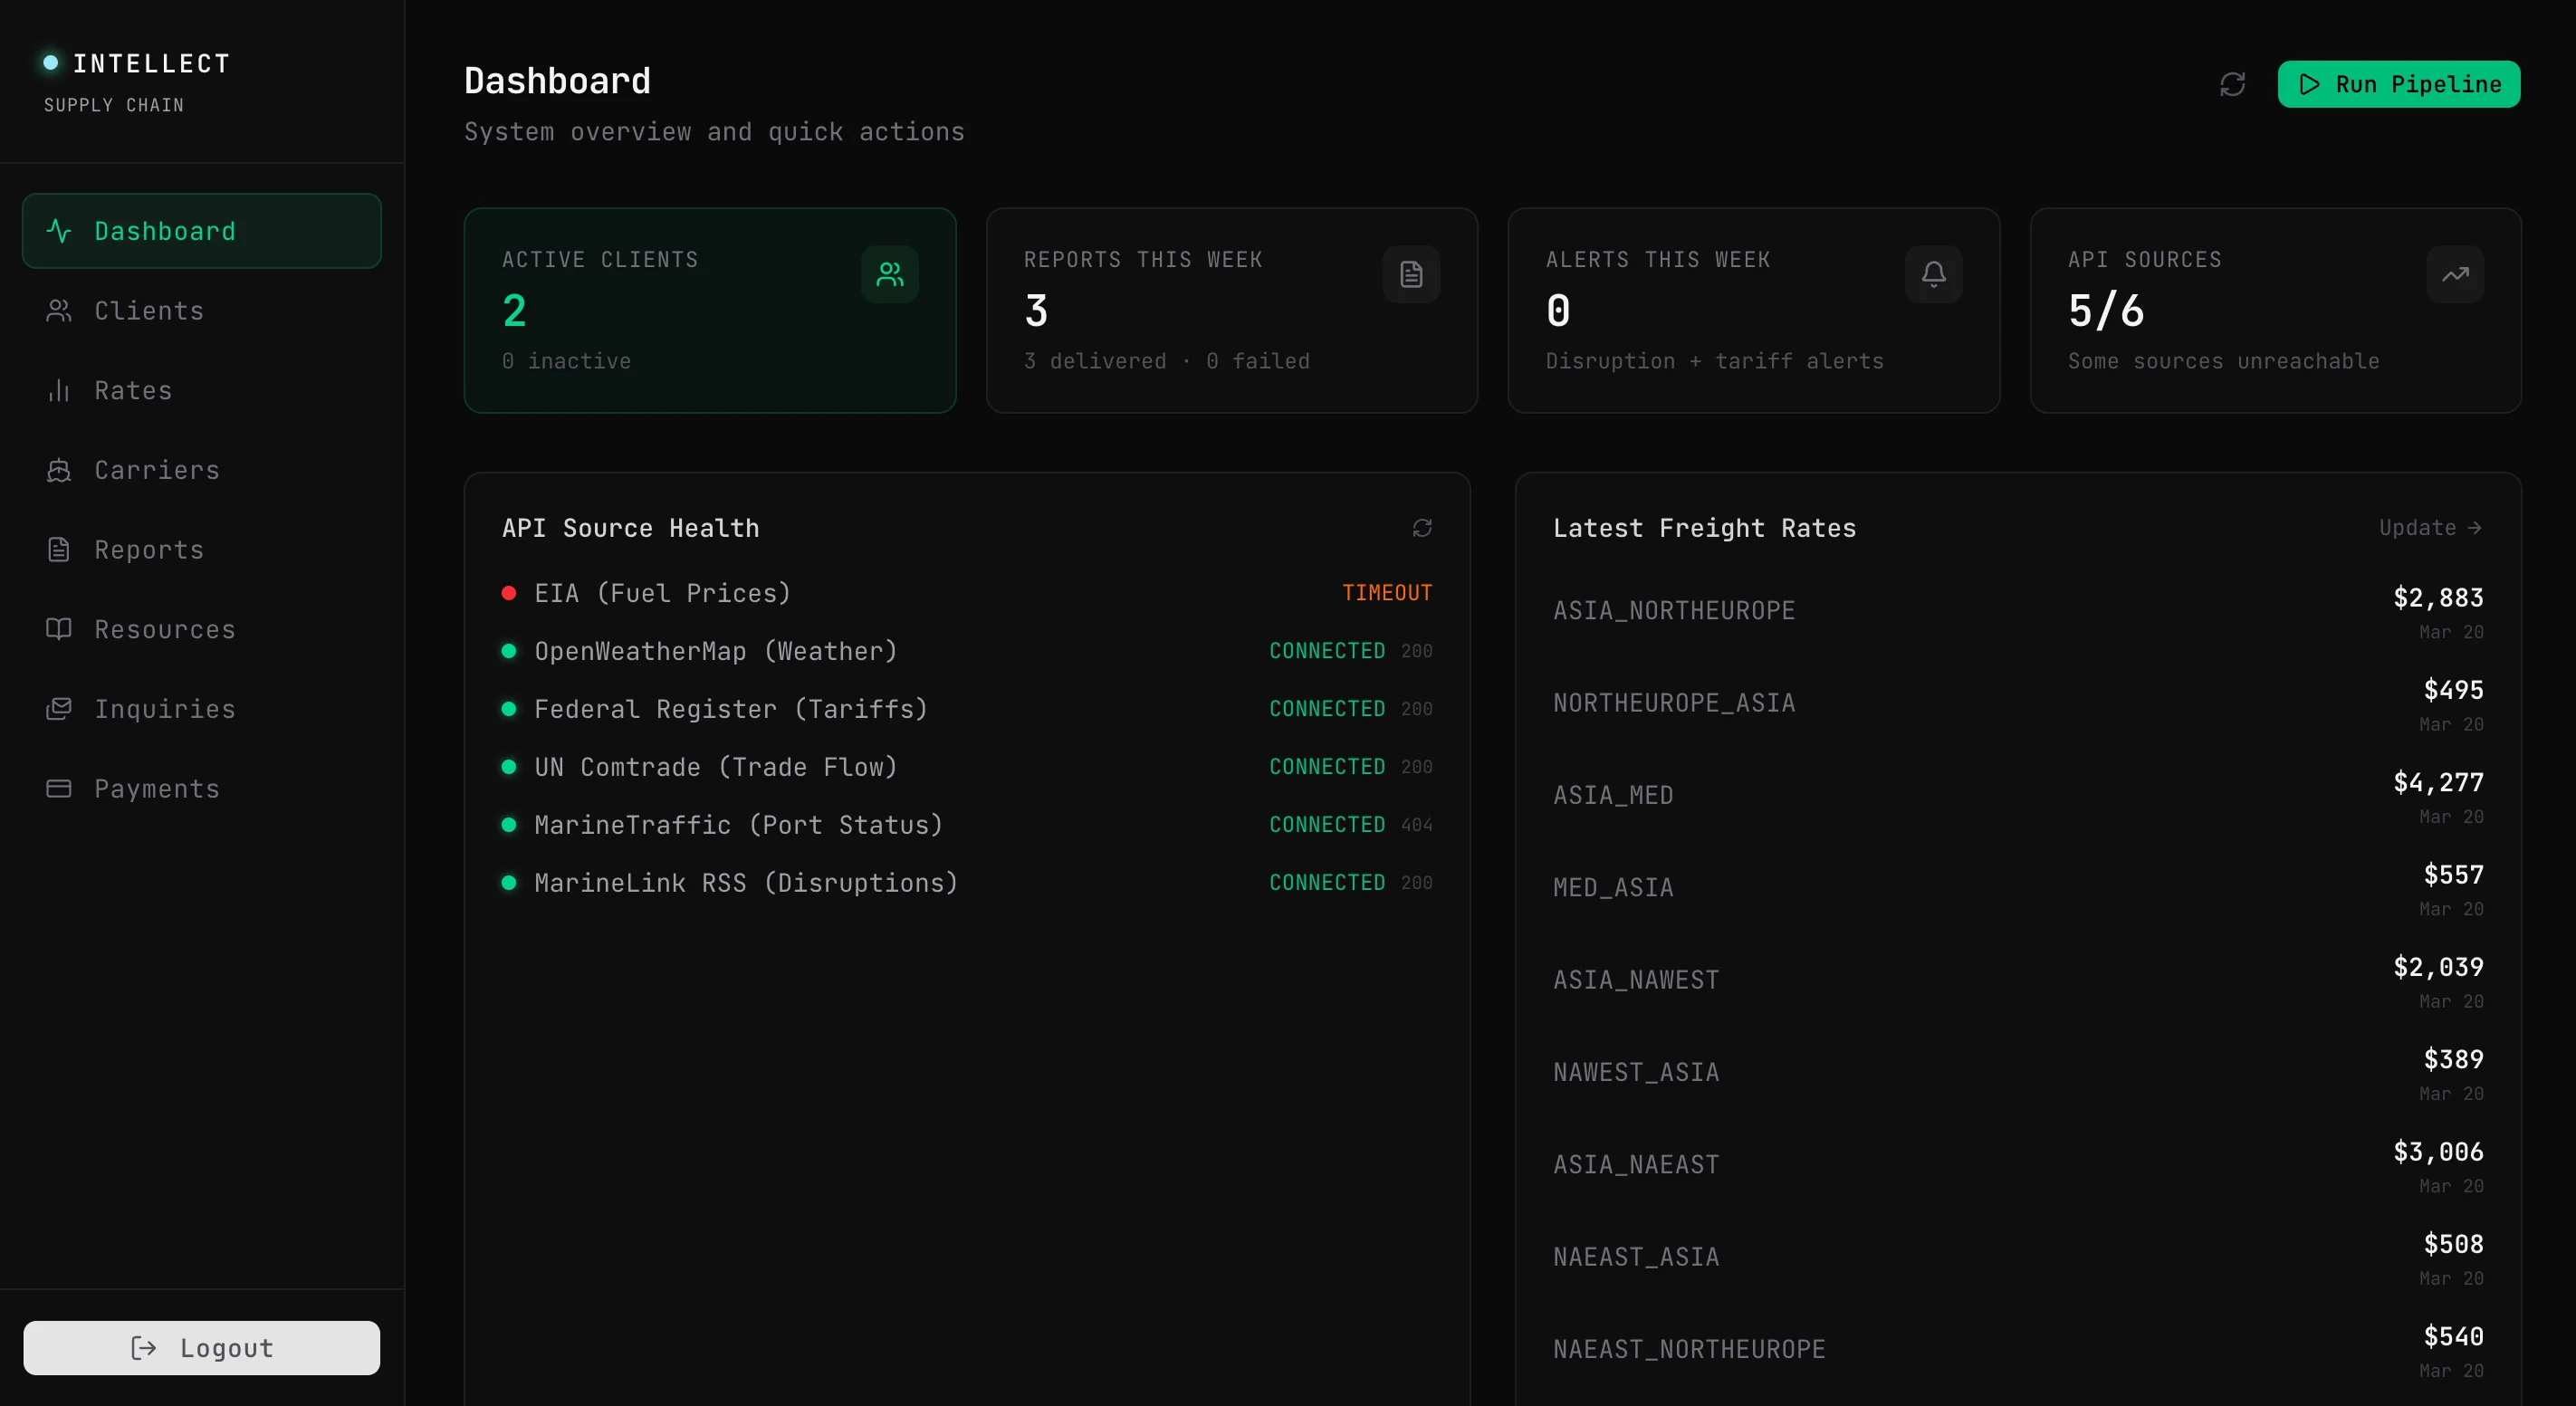 INTELLECT
SUPPLY CHAIN
Dashboard
Clients
Rates
Carriers
Reports
Resources
Inquiries
Payments
Logout
Dashboard
System overview and quick actions
Run Pipeline
ACTIVE CLIENTS
2
0 inactive
REPORTS THIS WEEK
3
3 delivered · 0 failed
ALERTS THIS WEEK
0
Disruption + tariff alerts
API SOURCES
5/6
Some sources unreachable
API Source Health
EIA (Fuel Prices) TIMEOUT
OpenWeatherMap (Weather) CONNECTED 200
Federal Register (Tariffs) CONNECTED 200
UN Comtrade (Trade Flow) CONNECTED 200
MarineTraffic (Port Status) CONNECTED 404
MarineLink RSS (Disruptions) CONNECTED 200
Latest Freight Rates Update →
ASIA_NORTHEUROPE $2,883
Mar 20
NORTHEUROPE_ASIA $495
Mar 20
ASIA_MED $4,277
Mar 20
MED_ASIA $557
Mar 20
ASIA_NAWEST $2,039
Mar 20
NAWEST_ASIA $389
Mar 20
ASIA_NAEAST $3,006
Mar 20
NAEAST_ASIA $508
Mar 20
NAEAST_NORTHEUROPE $540
Mar 20